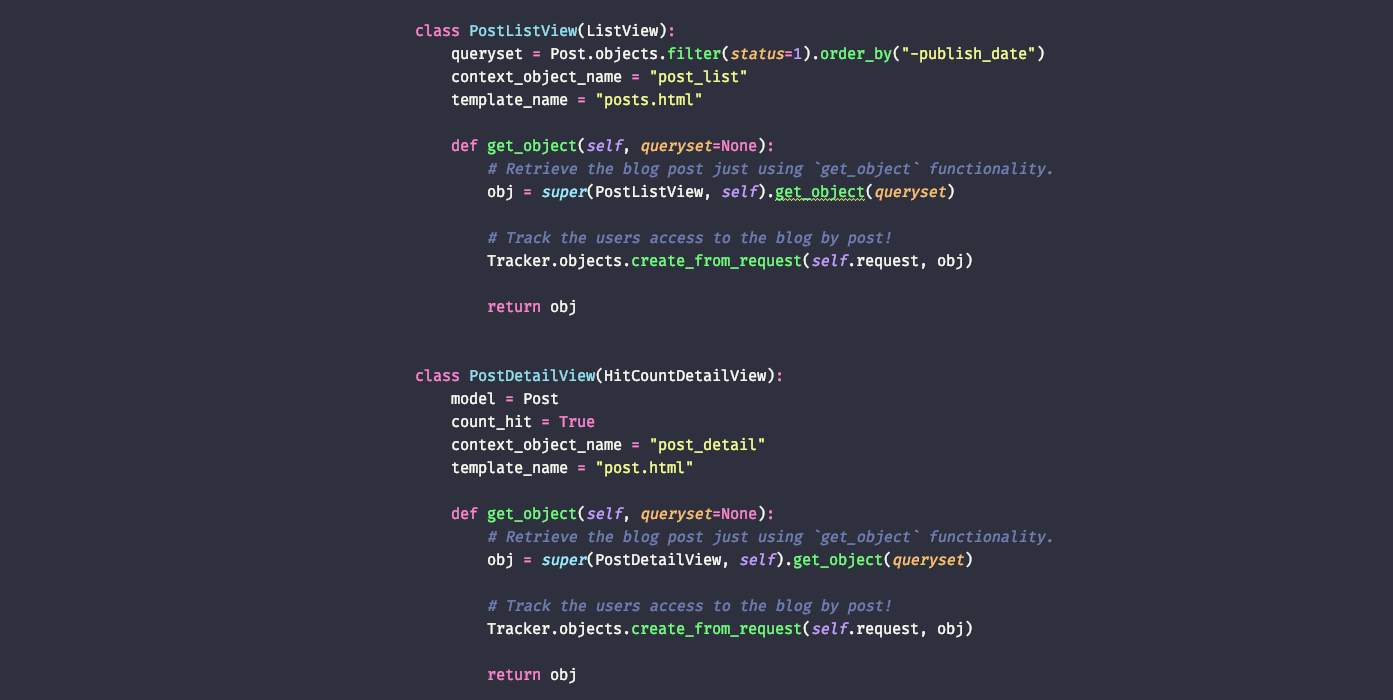 class PostListView(ListView):
    queryset = Post.objects.filter(status=1).order_by("-publish_date")
    context_object_name = "post_list"
    template_name = "posts.html"

    def get_object(self, queryset=None):
        # Retrieve the blog post just using `get_object` functionality.
        obj = super(PostListView, self).get_object(queryset)

        # Track the users access to the blog by post!
        Tracker.objects.create_from_request(self.request, obj)

        return obj


class PostDetailView(HitCountDetailView):
    model = Post
    count_hit = True
    context_object_name = "post_detail"
    template_name = "post.html"

    def get_object(self, queryset=None):
        # Retrieve the blog post just using `get_object` functionality.
        obj = super(PostDetailView, self).get_object(queryset)

        # Track the users access to the blog by post!
        Tracker.objects.create_from_request(self.request, obj)

        return obj